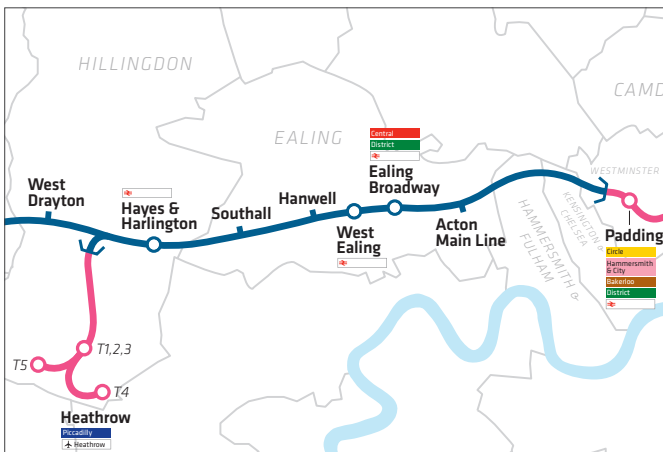 HILLINGDON
CAMD
EALING
Central
District
WESTMINSTER
West
Drayton
Hayes &
Harlington
Southall
Hanwell
Ealing
Broadway
West
Ealing
Acton
Main Line
HAMMERSMITH &
FULHAM
KENSINGTON &
CHELSEA
Padding
Circle
Hammersmith
& City
Bakerloo
District
T1,2,3
T5
T4
Heathrow
Piccadilly
Heathrow